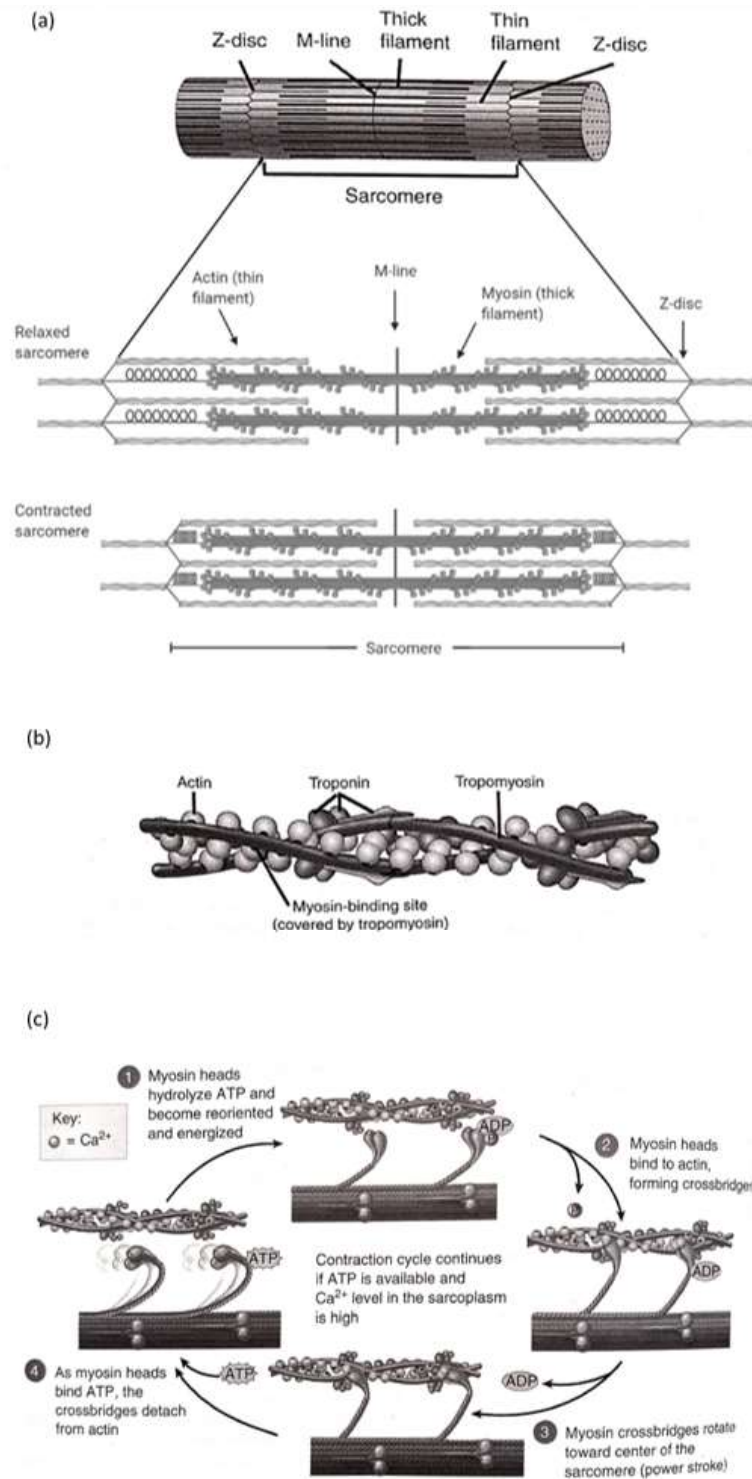 (a)
Z-disc
M-line
Thick
filament
Thin
filament
Z-disc
Sarcomere
Actin (thin
filament)
M-line
Myosin (thick
filament)
Z-disc
Relaxed
sarcomere
Contracted
sarcomere
Sarcomere
(b)
Actin
Troponin
Tropomyosin
Myosin-binding site
(covered by tropomyosin)
(c)
1 Myosin heads
hydrolyze ATP and
become reoriented
and energized
Key:
= Ca2+
ADP
P
2 Myosin heads
bind to actin,
forming crossbridges
P
ADP
ATP
Contraction cycle continues
if ATP is available and
Ca2+ level in the sarcoplasm
is high
4 As myosin heads
bind ATP, the
crossbridges detach
from actin
ATP
ADP
3 Myosin crossbridges rotate
toward center of the
sarcomere (power stroke)